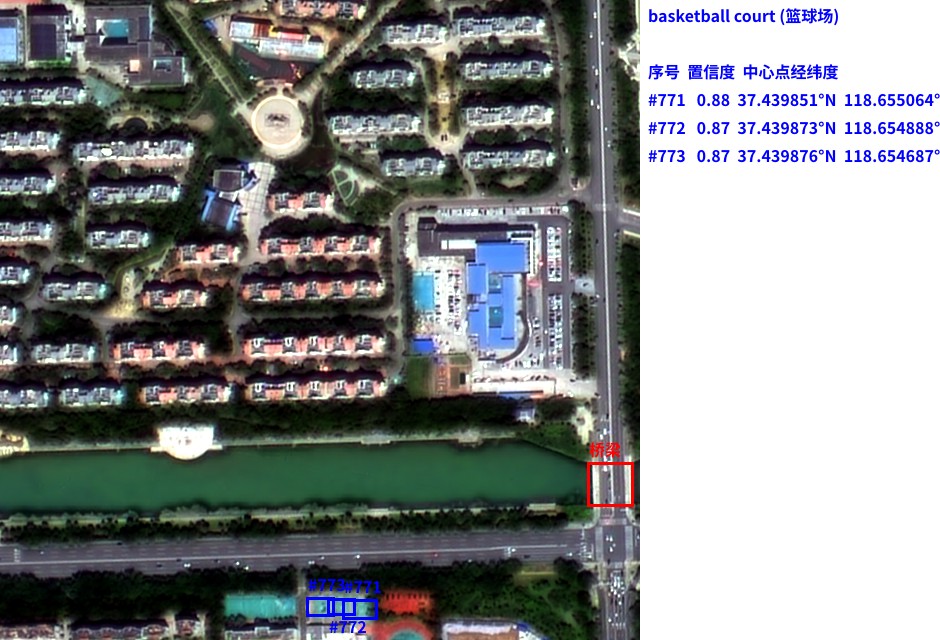 basketball court (篮球场)
序号 置信度 中心点经纬度
#771 0.88 37.439851°N 118.655064°
#772 0.87 37.439873°N 118.654888°
#773 0.87 37.439876°N 118.654687°
桥梁
#773 #771
#772